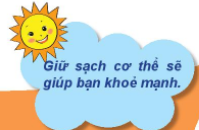 Giữ sạch cơ thể sẽ
giúp bạn khoẻ mạnh.